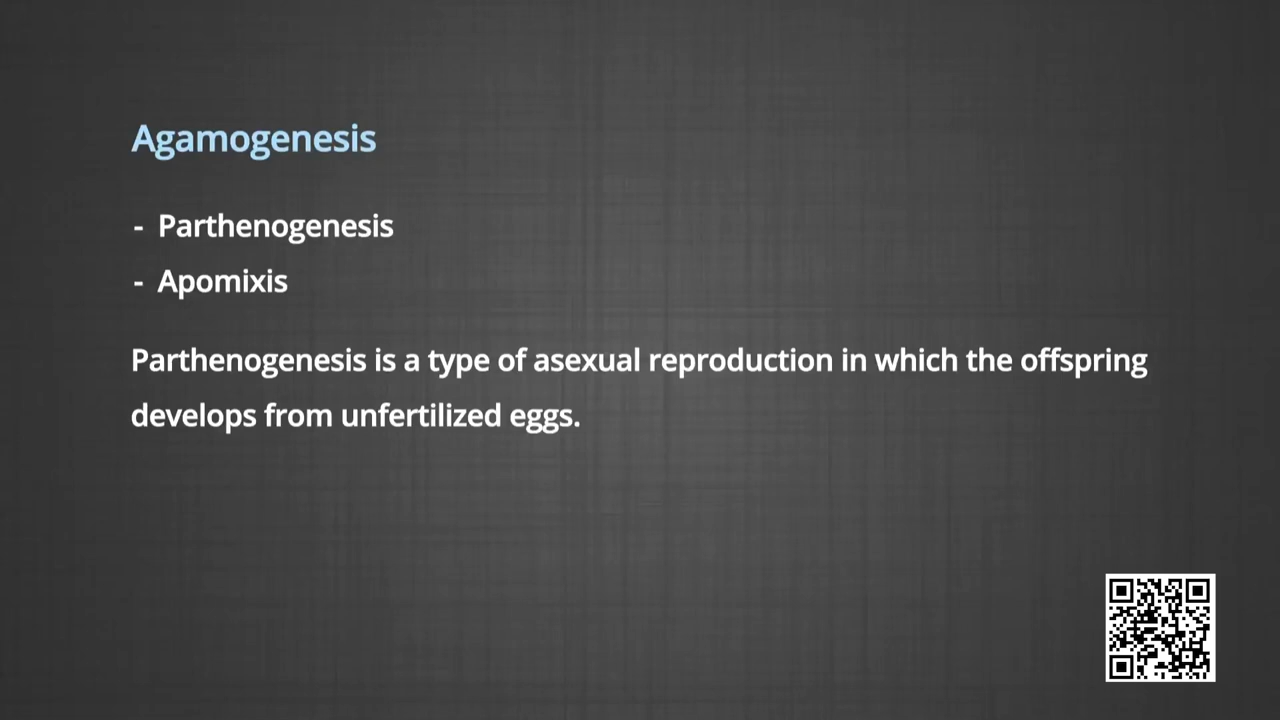 Agamogenesis
- Parthenogenesis
- Apomixis
Parthenogenesis is a type of asexual reproduction in which the offspring
develops from unfertilized eggs.